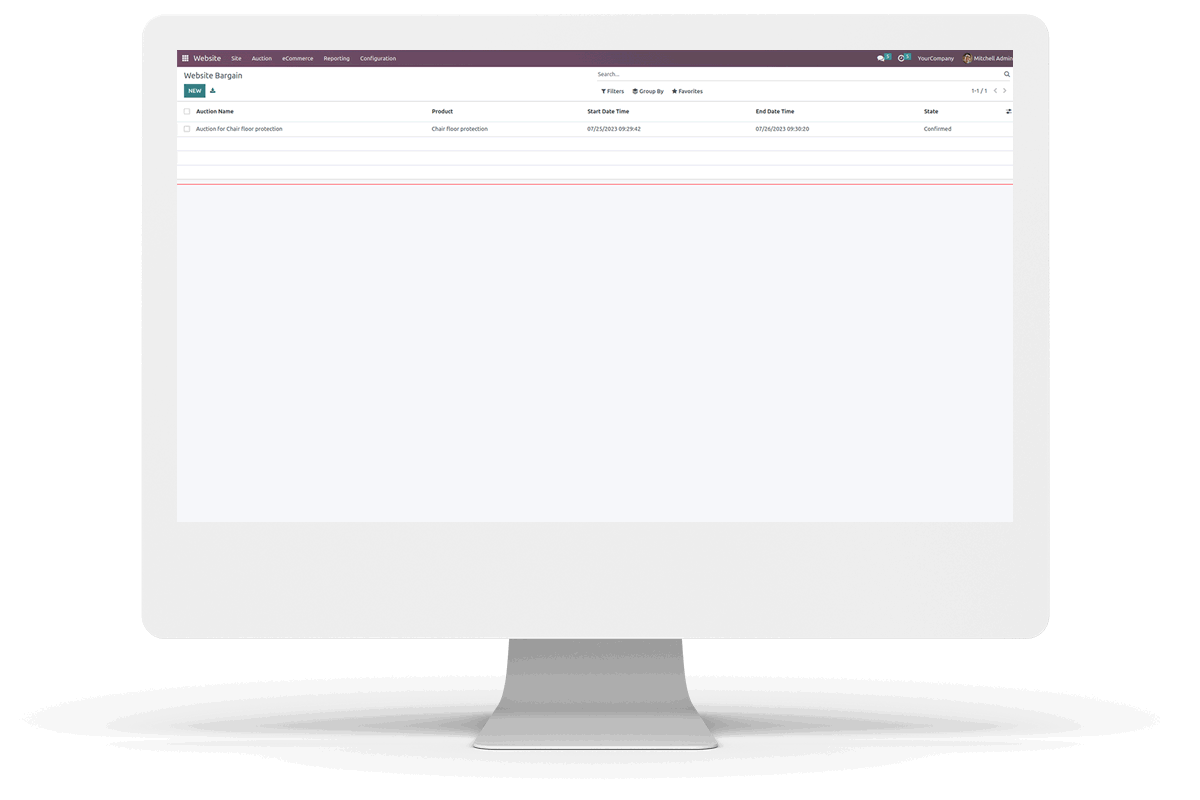 Website Site Auction eCommerce Reporting Configuration 5 5 YourCompany Mitchell Admin
Website Bargain Search...
NEW Filters Group By Favorites 1-1 / 1
Auction Name Product Start Date Time End Date Time State
Auction for Chair floor protection Chair floor protection 07/25/2023 09:29:42 07/26/2023 09:30:20 Confirmed